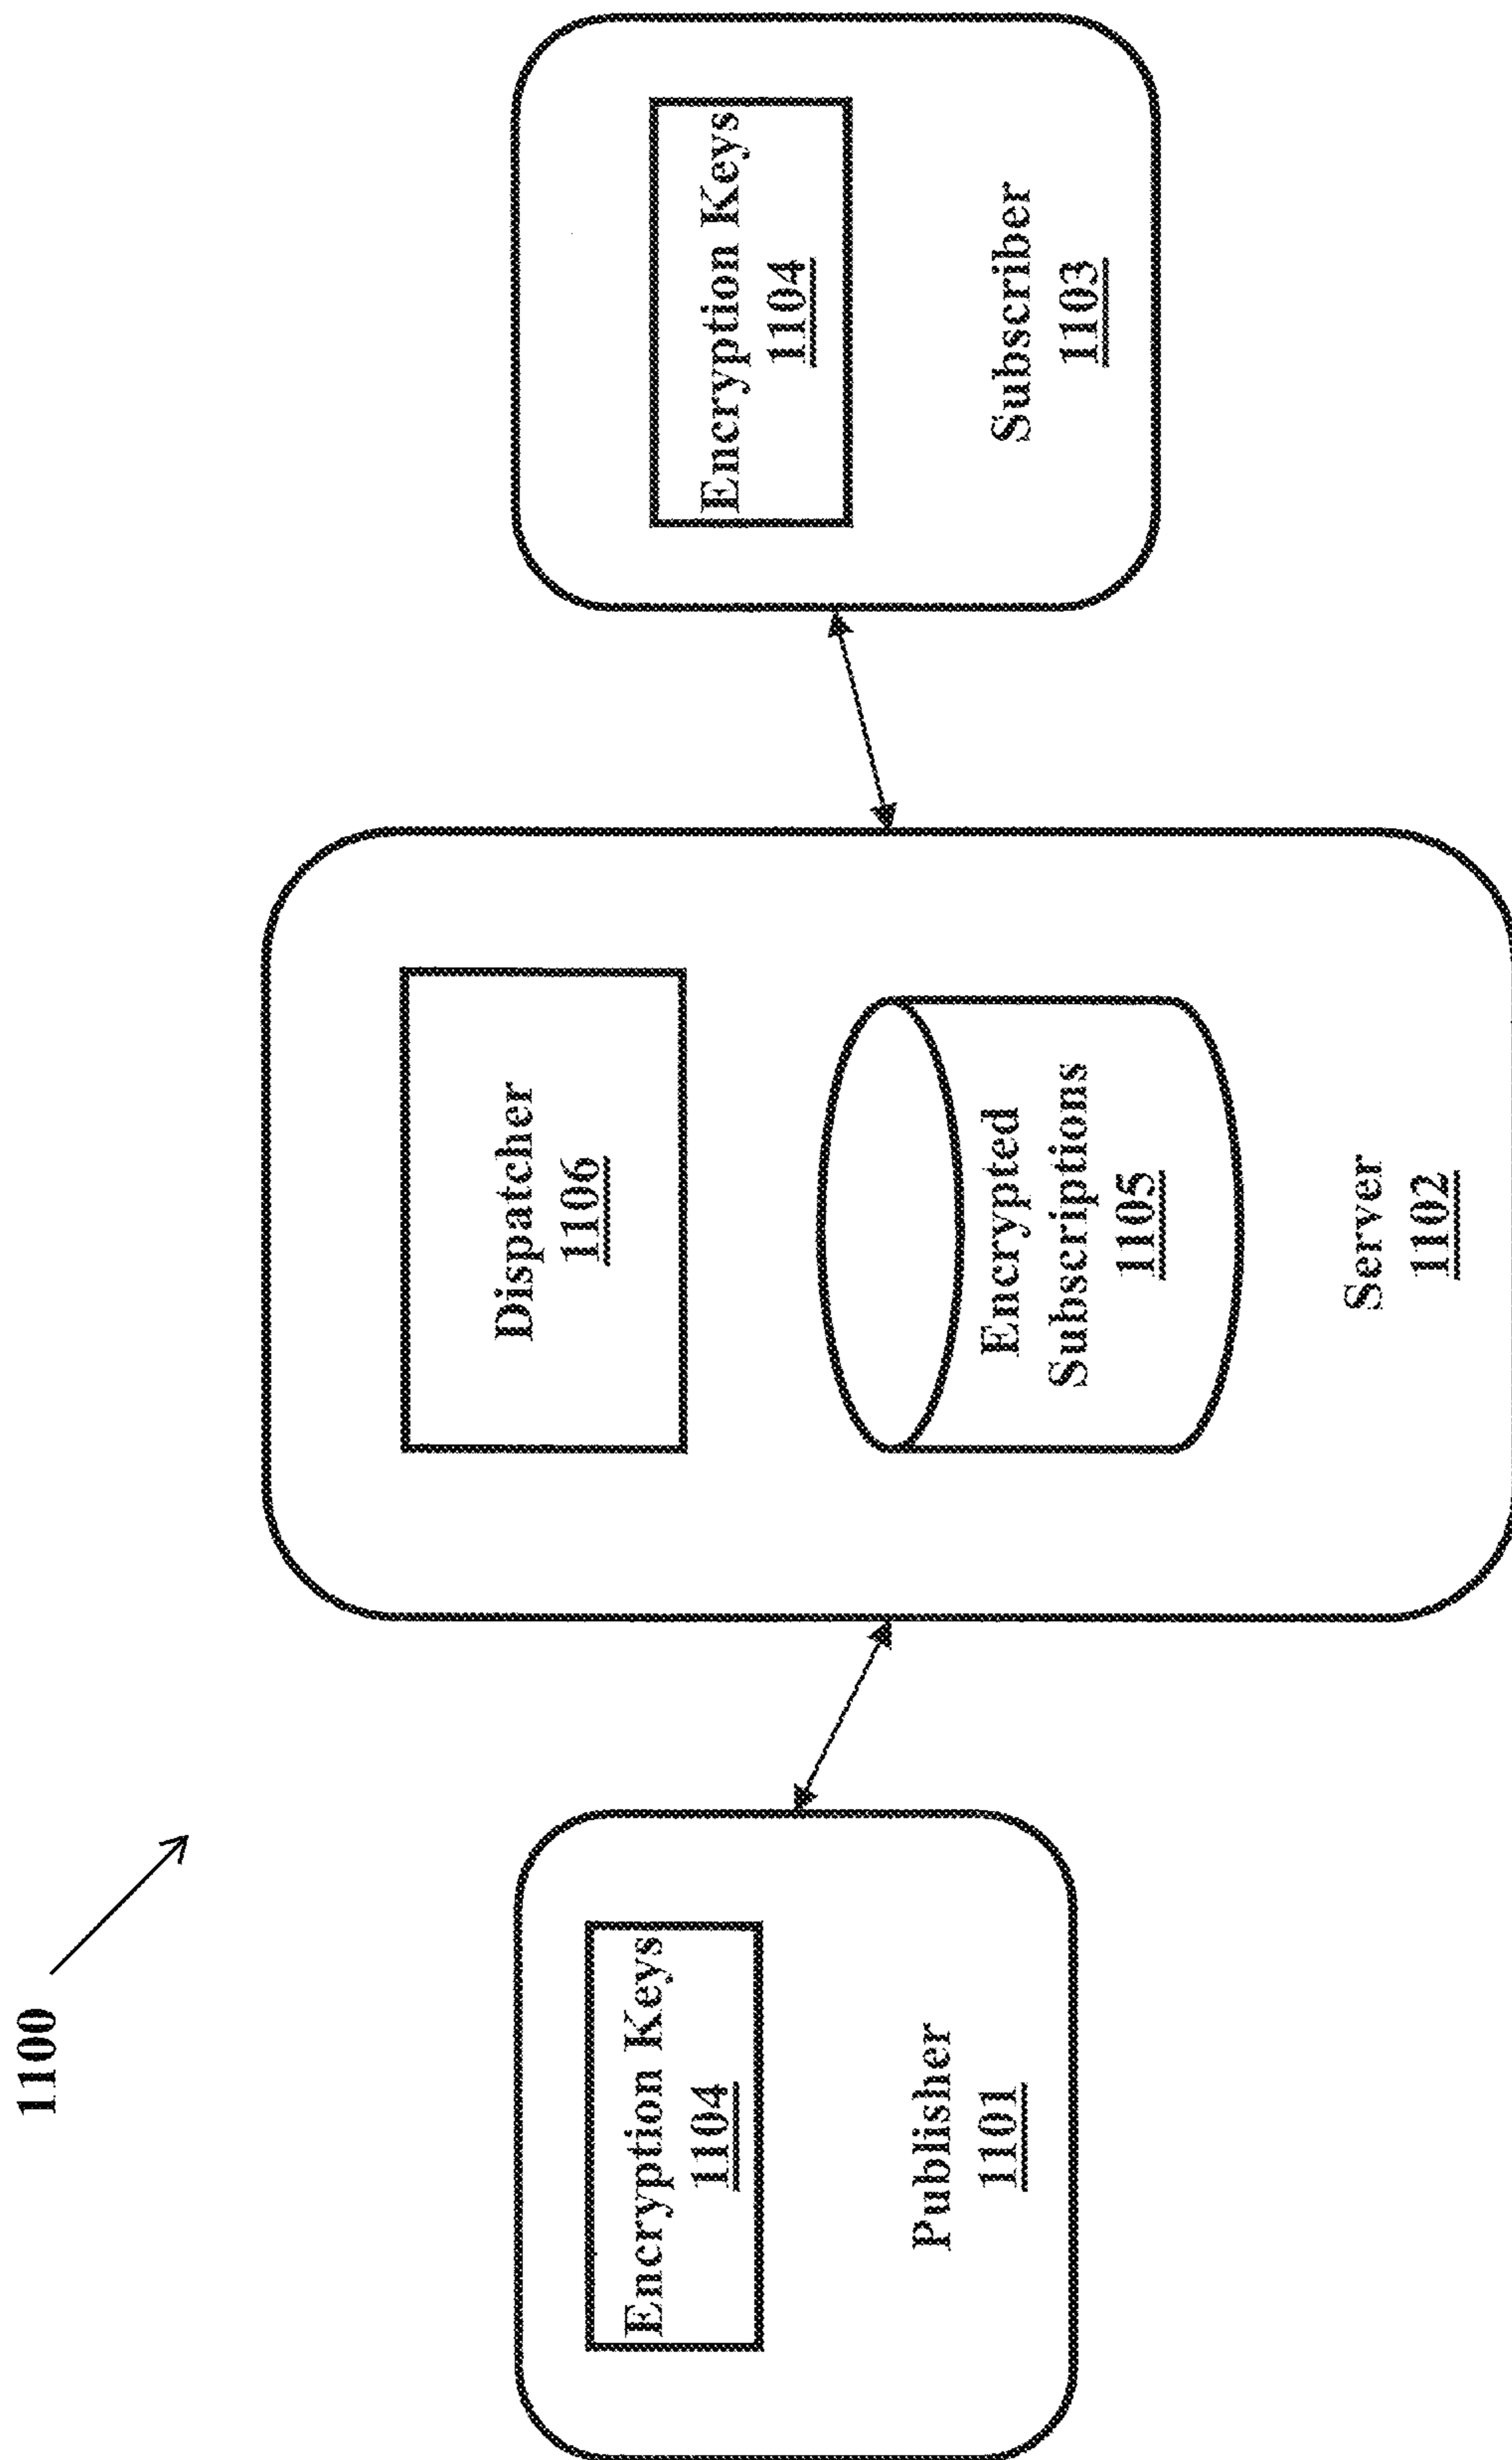 1100
Encryption Keys
1104
Publisher
1101
Dispatcher
1106
Encrypted
Subscriptions
1105
Server
1102
Encryption Keys
1104
Subscriber
1103